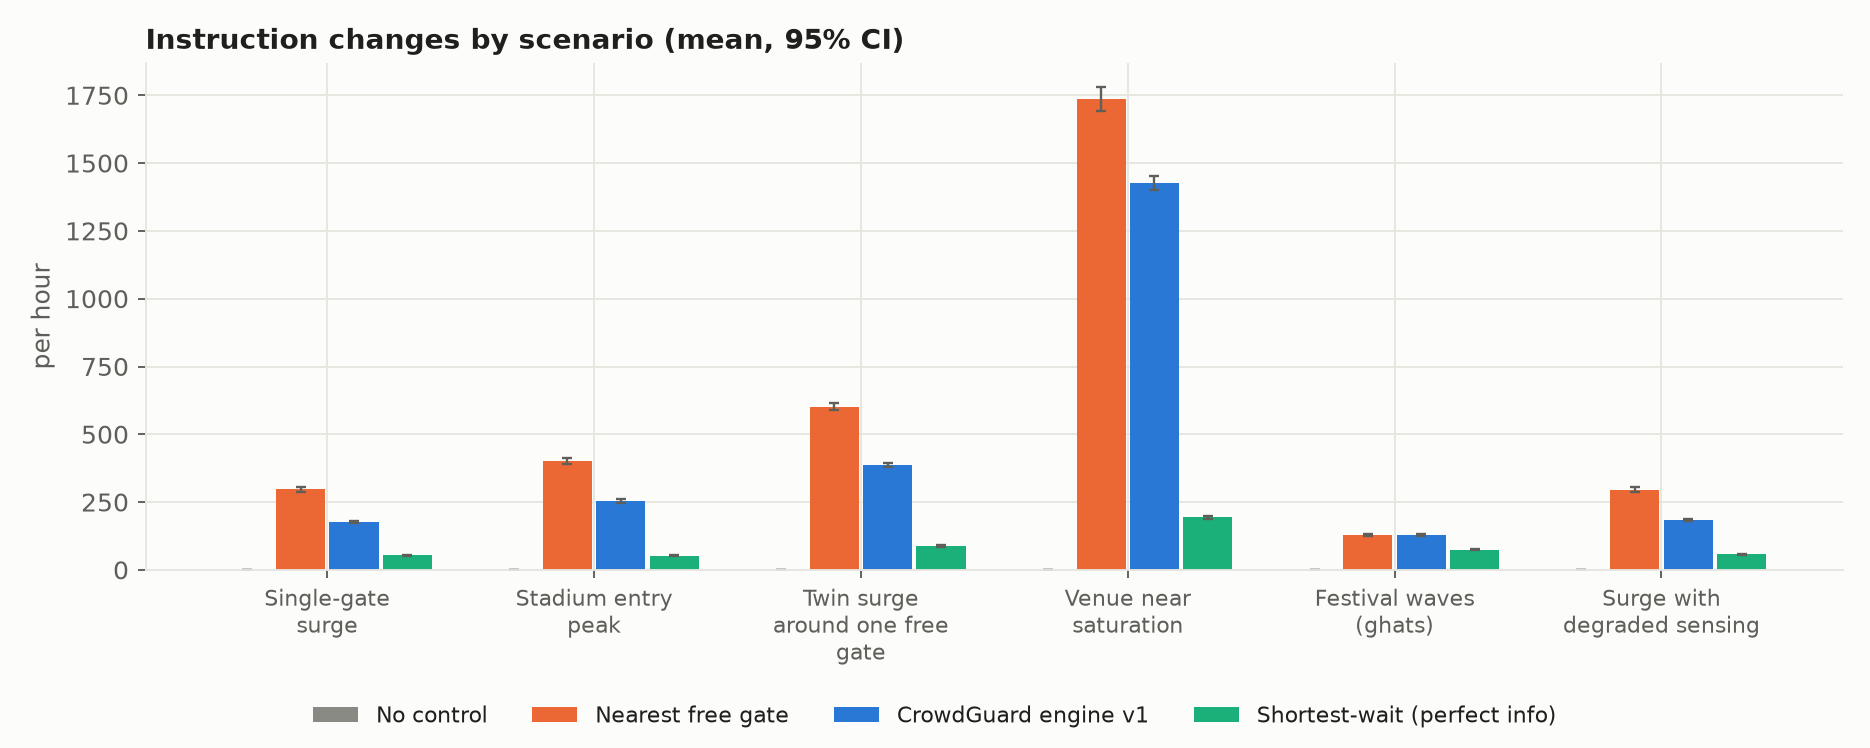 Instruction changes by scenario (mean, 95% CI)
per hour
1750
1500
1250
1000
750
500
250
0
Single-gate
surge
Stadium entry
peak
Twin surge
around one free
gate
Venue near
saturation
Festival waves
(ghats)
Surge with
degraded sensing
No control
Nearest free gate
CrowdGuard engine v1
Shortest-wait (perfect info)